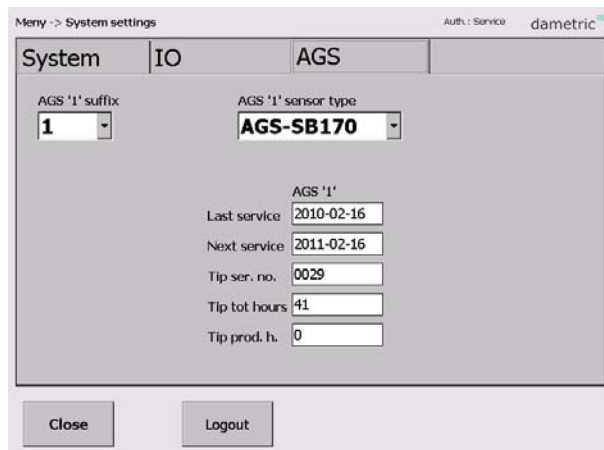 Meny -> System settings Auth.: Service dametric
System IO AGS
AGS '1' suffix AGS '1' sensor type
1 AGS-SB170
AGS '1'
Last service 2010-02-16
Next service 2011-02-16
Tip ser. no. 0029
Tip tot hours 41
Tip prod. h. 0
Close Logout